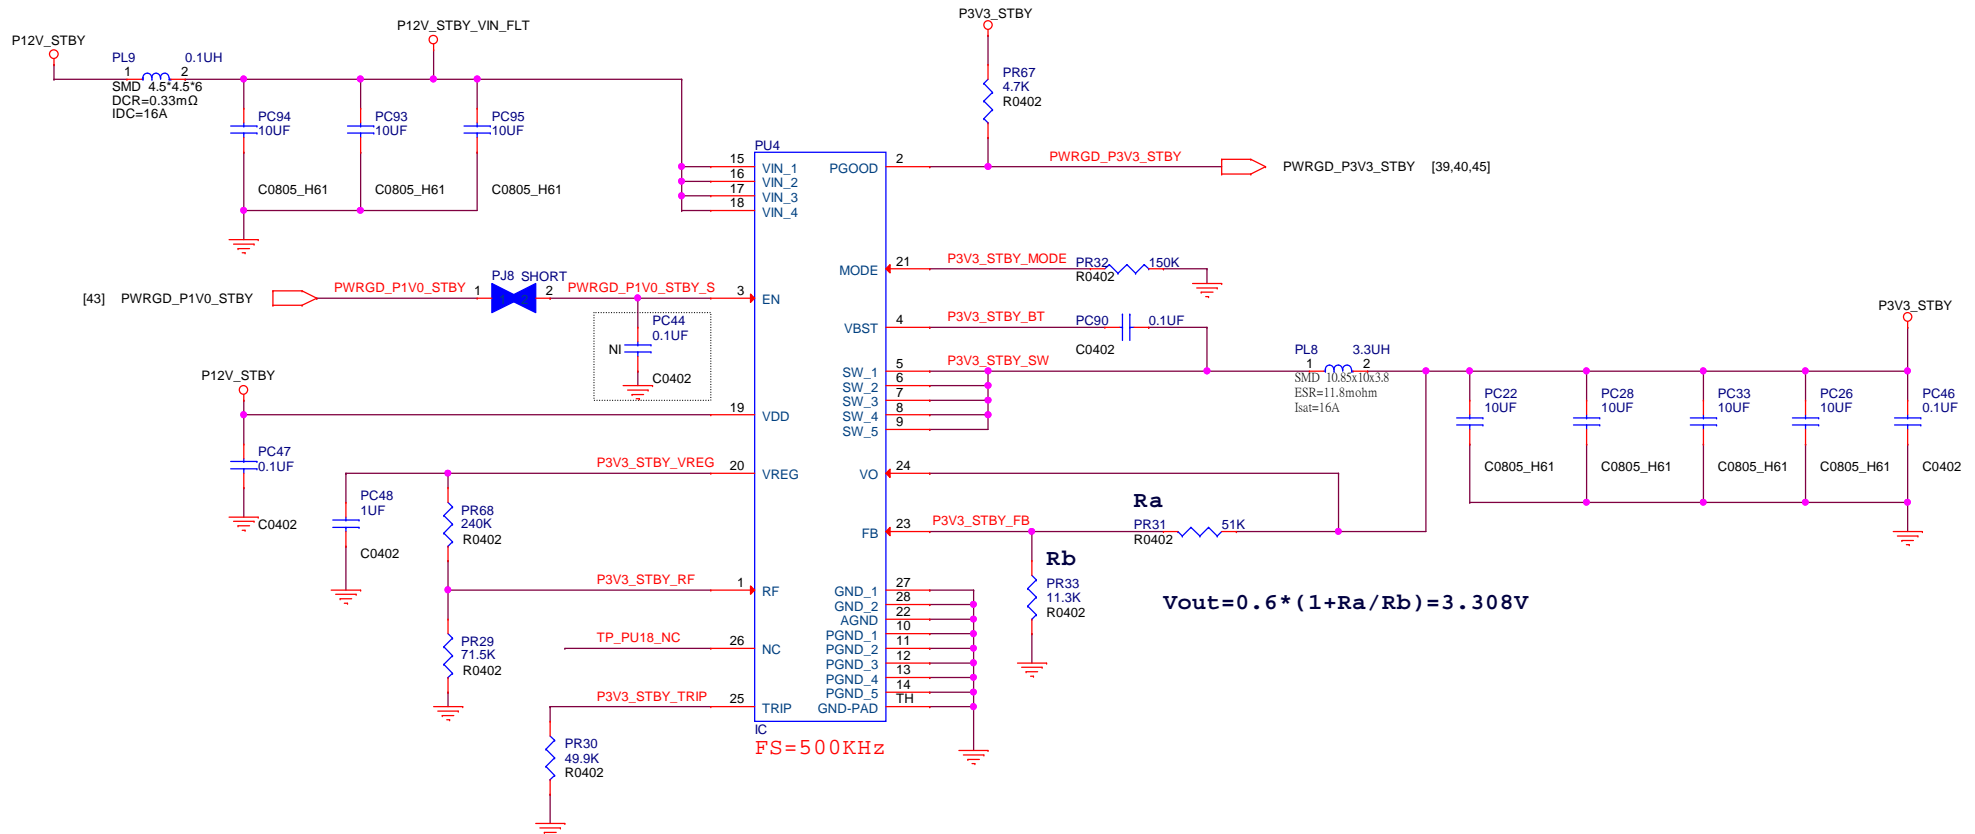 P12V_STBY
PL9 0.1UH
1 2
SMD 4.5*4.5*6
DCR=0.33mΩ
IDC=16A
P12V_STBY_VIN_FLT
PC94
10UF
C0805_H61
PC93
10UF
C0805_H61
PC95
10UF
C0805_H61
P3V3_STBY
PR67
4.7K
R0402
PU4
15 VIN_1
16 VIN_2
17 VIN_3
18 VIN_4
PGOOD 2
PWRGD_P3V3_STBY
PWRGD_P3V3_STBY [39,40,45]
[43] PWRGD_P1V0_STBY
PWRGD_P1V0_STBY
PJ8 SHORT
1 2
PWRGD_P1V0_STBY_S
3 EN
PC44
0.1UF
NI
C0402
MODE 21
P3V3_STBY_MODE
PR32 150K
R0402
VBST 4
P3V3_STBY_BT
PC90 0.1UF
C0402
P3V3_STBY_SW
SW_1 5
SW_2 6
SW_3 7
SW_4 8
SW_5 9
PL8 3.3UH
1 2
SMD 10.85x10x3.8
ESR=11.8mohm
Isat=16A
P3V3_STBY
PC22
10UF
C0805_H61
PC28
10UF
C0805_H61
PC33
10UF
C0805_H61
PC26
10UF
C0805_H61
PC46
0.1UF
C0402
P12V_STBY
19 VDD
PC47
0.1UF
C0402
P3V3_STBY_VREG
20 VREG
PC48
1UF
C0402
PR68
240K
R0402
VO 24
FB 23
P3V3_STBY_FB
Ra
PR31 51K
R0402
Rb
PR33
11.3K
R0402
Vout=0.6*(1+Ra/Rb)=3.308V
P3V3_STBY_RF
1 RF
PR29
71.5K
R0402
TP_PU18_NC
26 NC
P3V3_STBY_TRIP
25 TRIP
PR30
49.9K
R0402
GND_1 27
GND_2 28
AGND 22
PGND_1 10
PGND_2 11
PGND_3 12
PGND_4 13
PGND_5 14
GND-PAD TH
IC
FS=500KHz